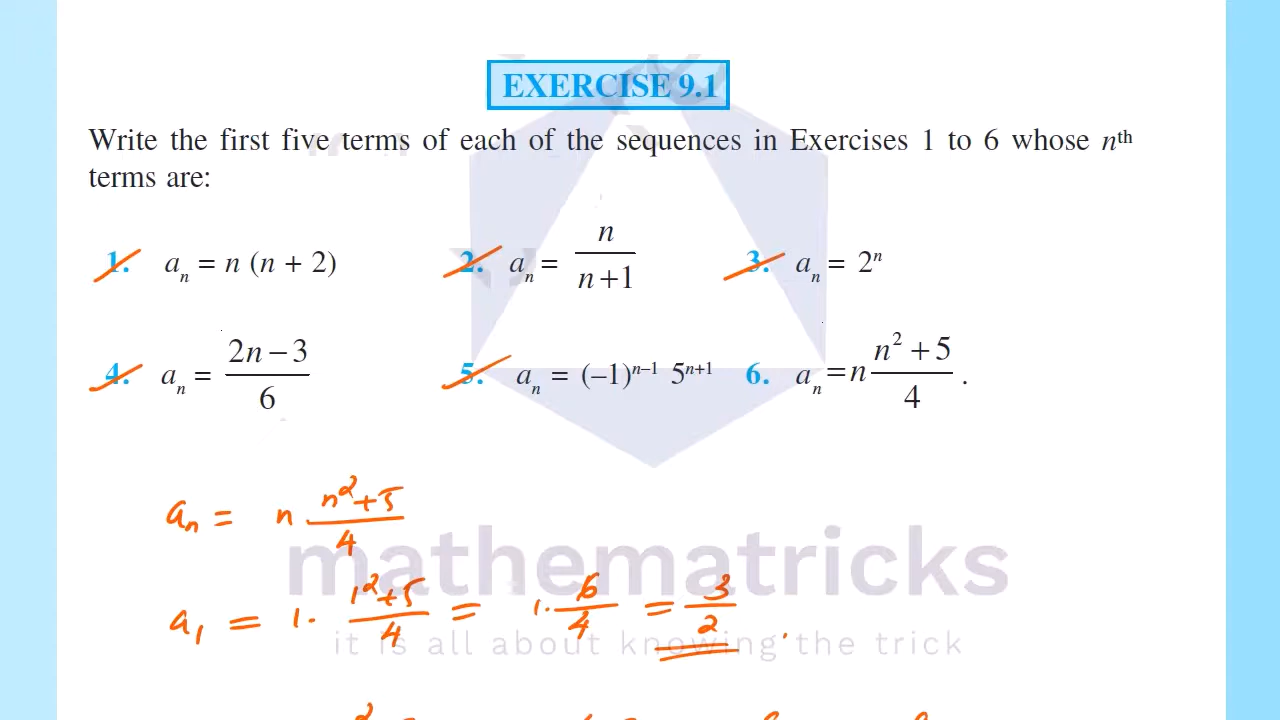 EXERCISE 9.1
Write the first five terms of each of the sequences in Exercises 1 to 6 whose nth
terms are:
1. aₙ = n (n + 2) 2. aₙ = n/(n+1) 3. aₙ = 2ⁿ
4. aₙ = (2n − 3)/6 5. aₙ = (–1)ⁿ⁻¹ 5ⁿ⁺¹ 6. aₙ = n (n² + 5)/4 .
aₙ = n (n² + 5)/4
mathematricks
a₁ = 1 · (1² + 5)/4 = 1 · 6/4 = 3/2 .
it is all about knowing the trick